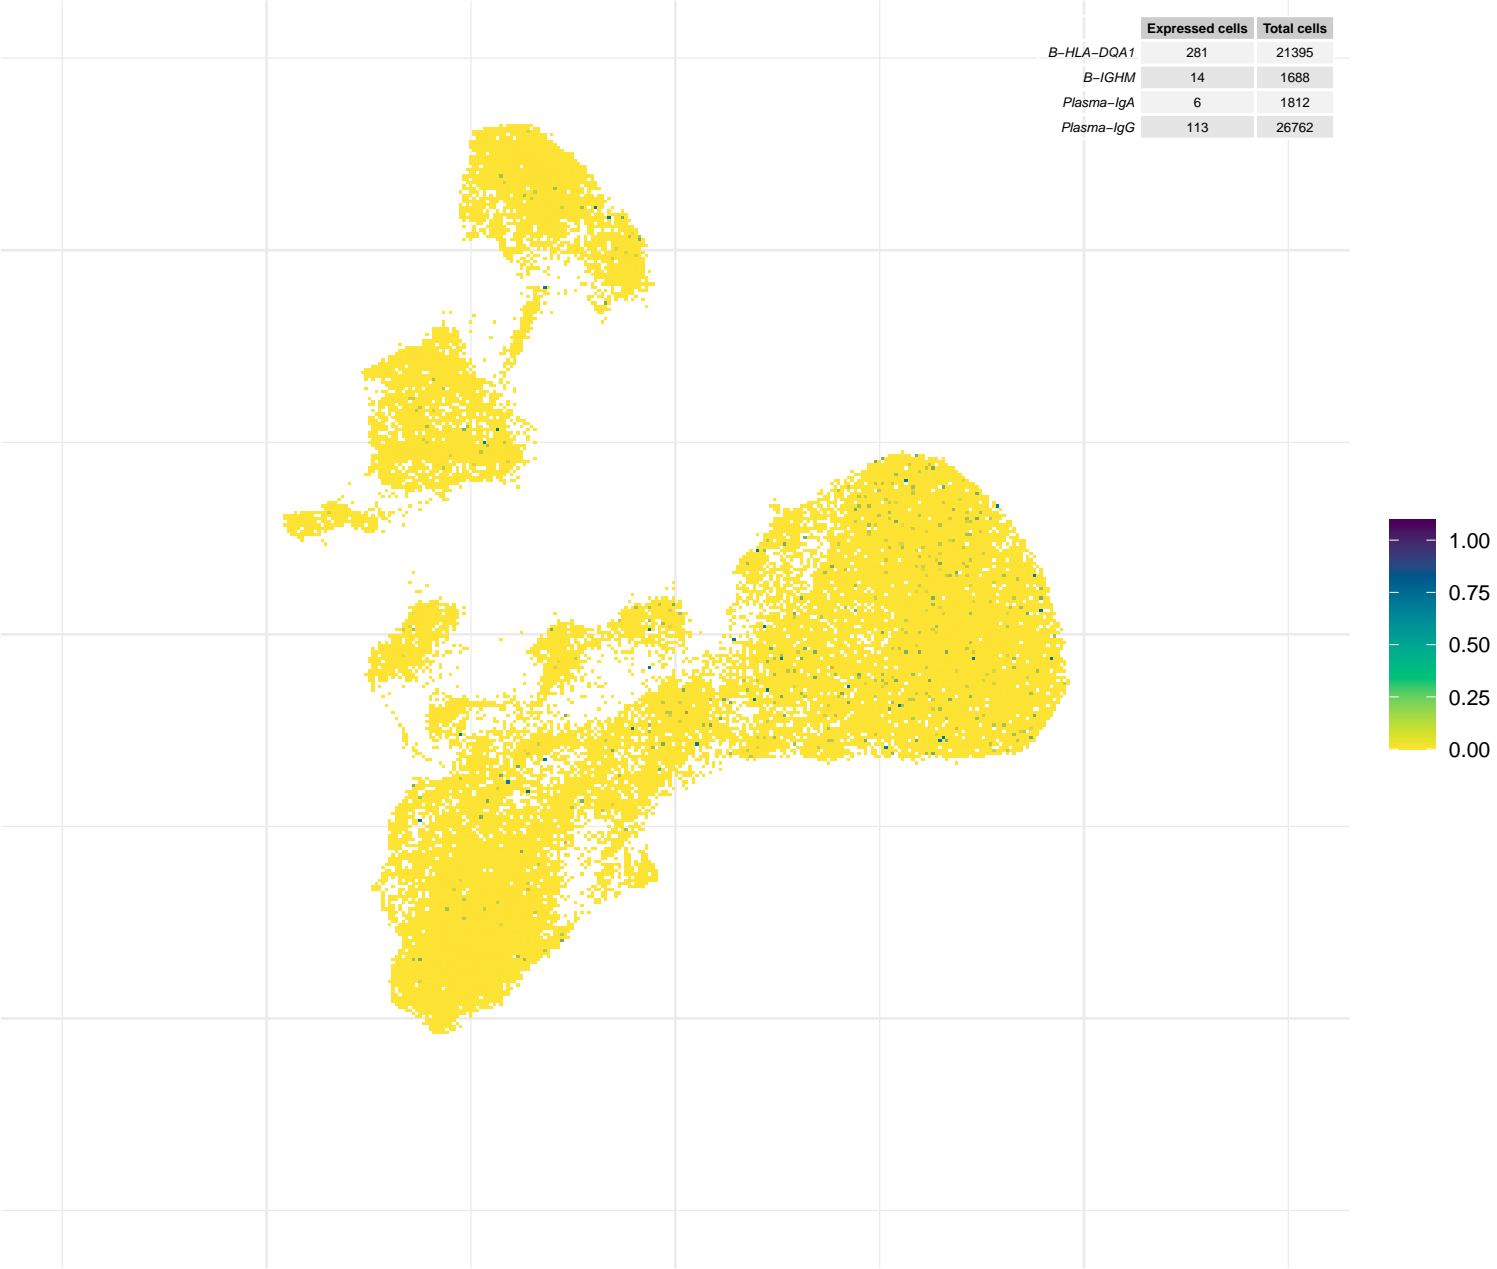 Expressed cells Total cells
B−HLA−DQA1 281 21395
B−IGHM 14 1688
Plasma−IgA 6 1812
Plasma−IgG 113 26762
1.00
0.75
0.50
0.25
0.00